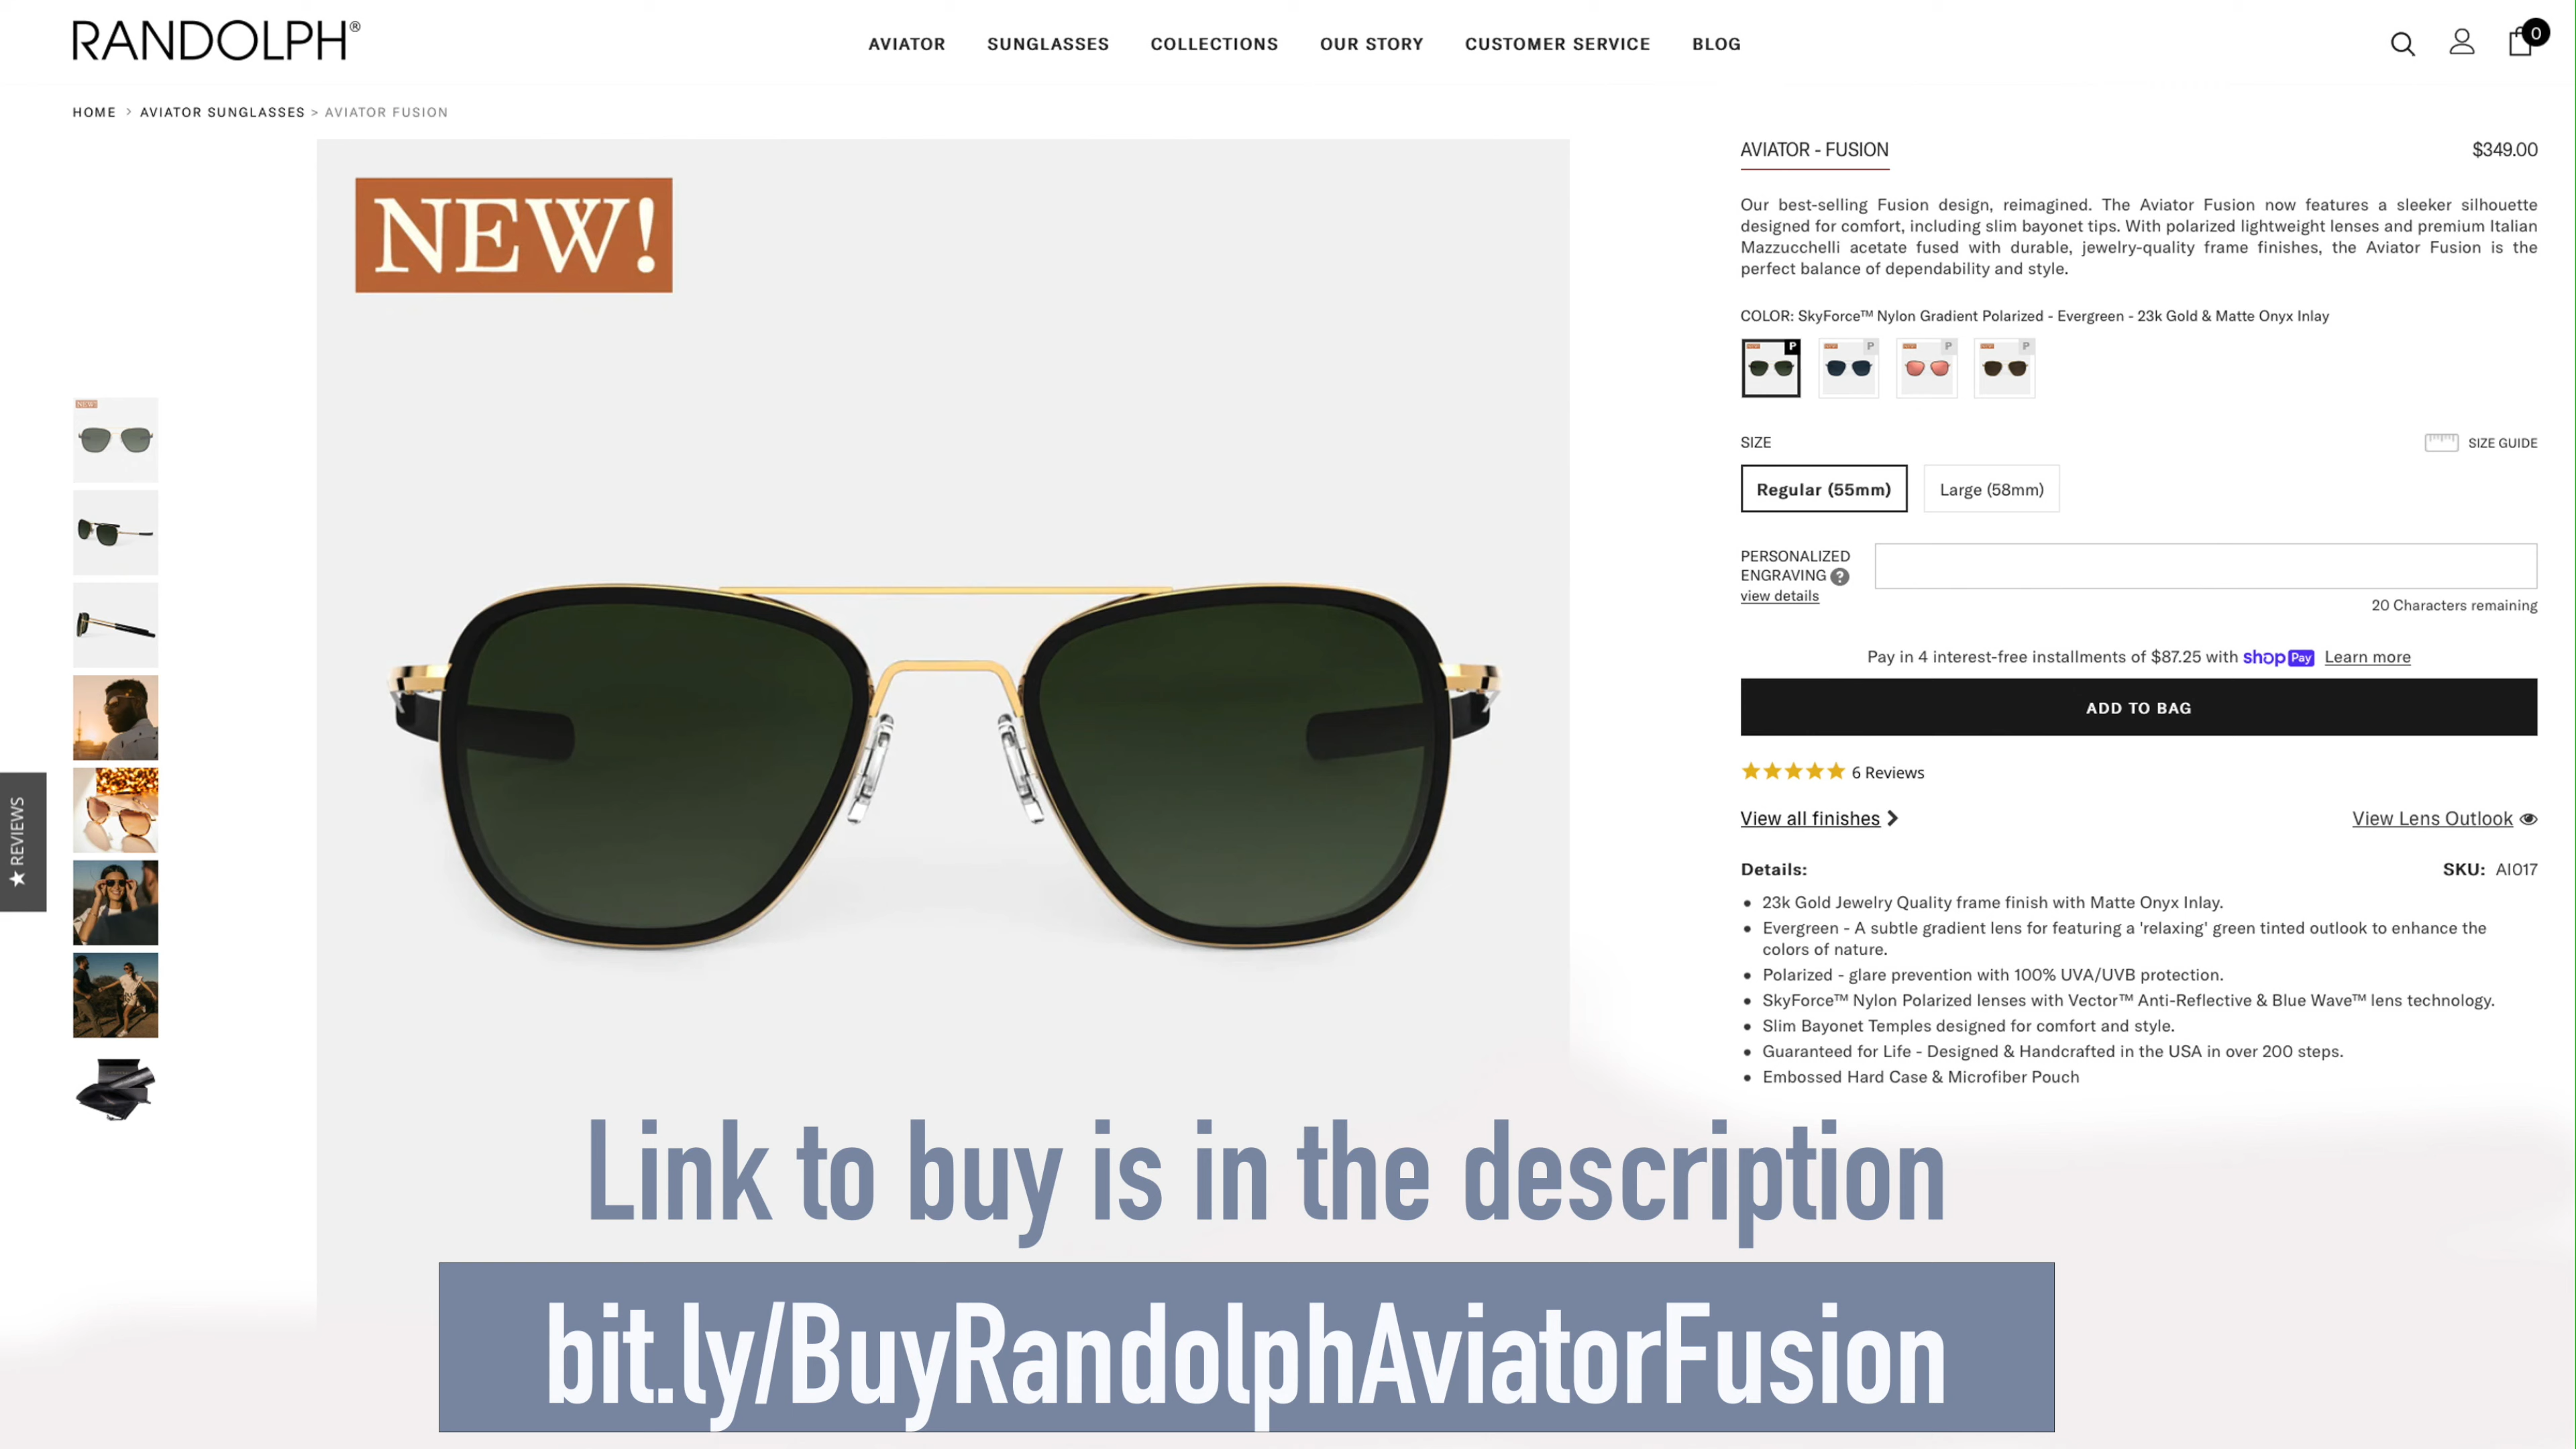 RANDOLPH®
AVIATOR SUNGLASSES COLLECTIONS OUR STORY CUSTOMER SERVICE BLOG
0
HOME > AVIATOR SUNGLASSES > AVIATOR FUSION
NEW!
NEW!
★ REVIEWS
AVIATOR - FUSION $349.00
Our best-selling Fusion design, reimagined. The Aviator Fusion now features a sleeker silhouette
designed for comfort, including slim bayonet tips. With polarized lightweight lenses and premium Italian
Mazzucchelli acetate fused with durable, jewelry-quality frame finishes, the Aviator Fusion is the
perfect balance of dependability and style.
COLOR: SkyForce™ Nylon Gradient Polarized - Evergreen - 23k Gold & Matte Onyx Inlay
P P P P
SIZE SIZE GUIDE
Regular (55mm) Large (58mm)
PERSONALIZED
ENGRAVING ?
view details
20 Characters remaining
Pay in 4 interest-free installments of $87.25 with shop Pay Learn more
ADD TO BAG
★★★★★ 6 Reviews
View all finishes > View Lens Outlook
Details: SKU: AI017
• 23k Gold Jewelry Quality frame finish with Matte Onyx Inlay.
• Evergreen - A subtle gradient lens for featuring a 'relaxing' green tinted outlook to enhance the
colors of nature.
• Polarized - glare prevention with 100% UVA/UVB protection.
• SkyForce™ Nylon Polarized lenses with Vector™ Anti-Reflective & Blue Wave™ lens technology.
• Slim Bayonet Temples designed for comfort and style.
• Guaranteed for Life - Designed & Handcrafted in the USA in over 200 steps.
• Embossed Hard Case & Microfiber Pouch
Link to buy is in the description
bit.ly/BuyRandolphAviatorFusion